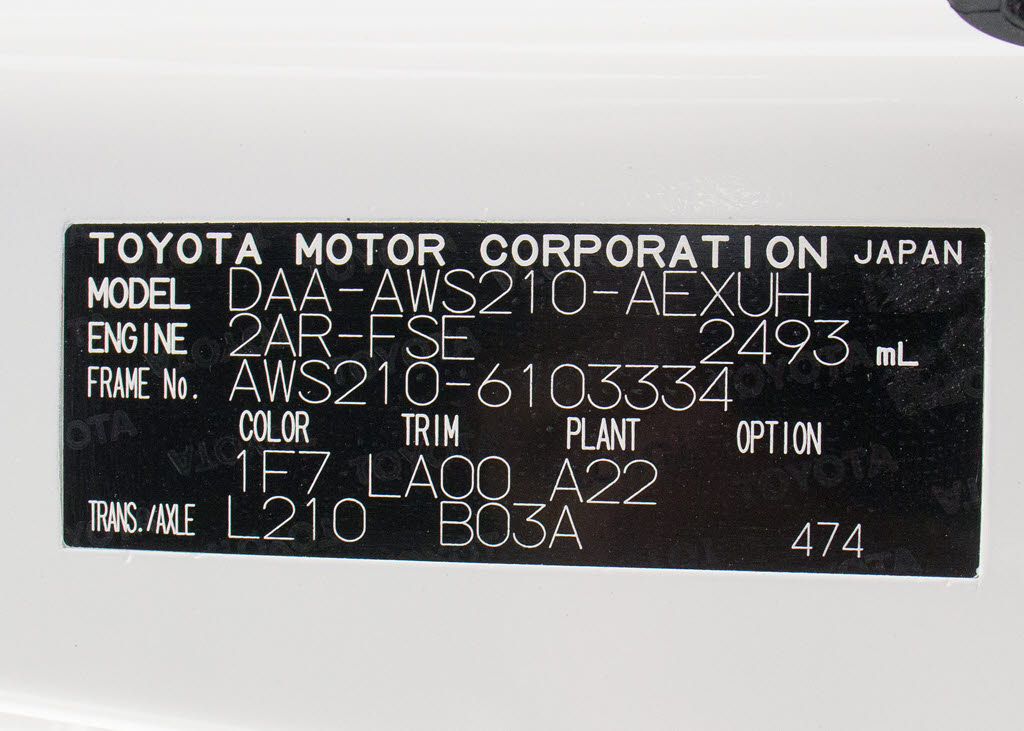 TOYOTA MOTOR CORPORATION JAPAN
MODEL DAA-AWS210-AEXUH
ENGINE 2AR-FSE 2493 mL
FRAME No. AWS210-6103334
COLOR TRIM PLANT OPTION
1F7 LA00 A22
TRANS./AXLE L210 B03A 474